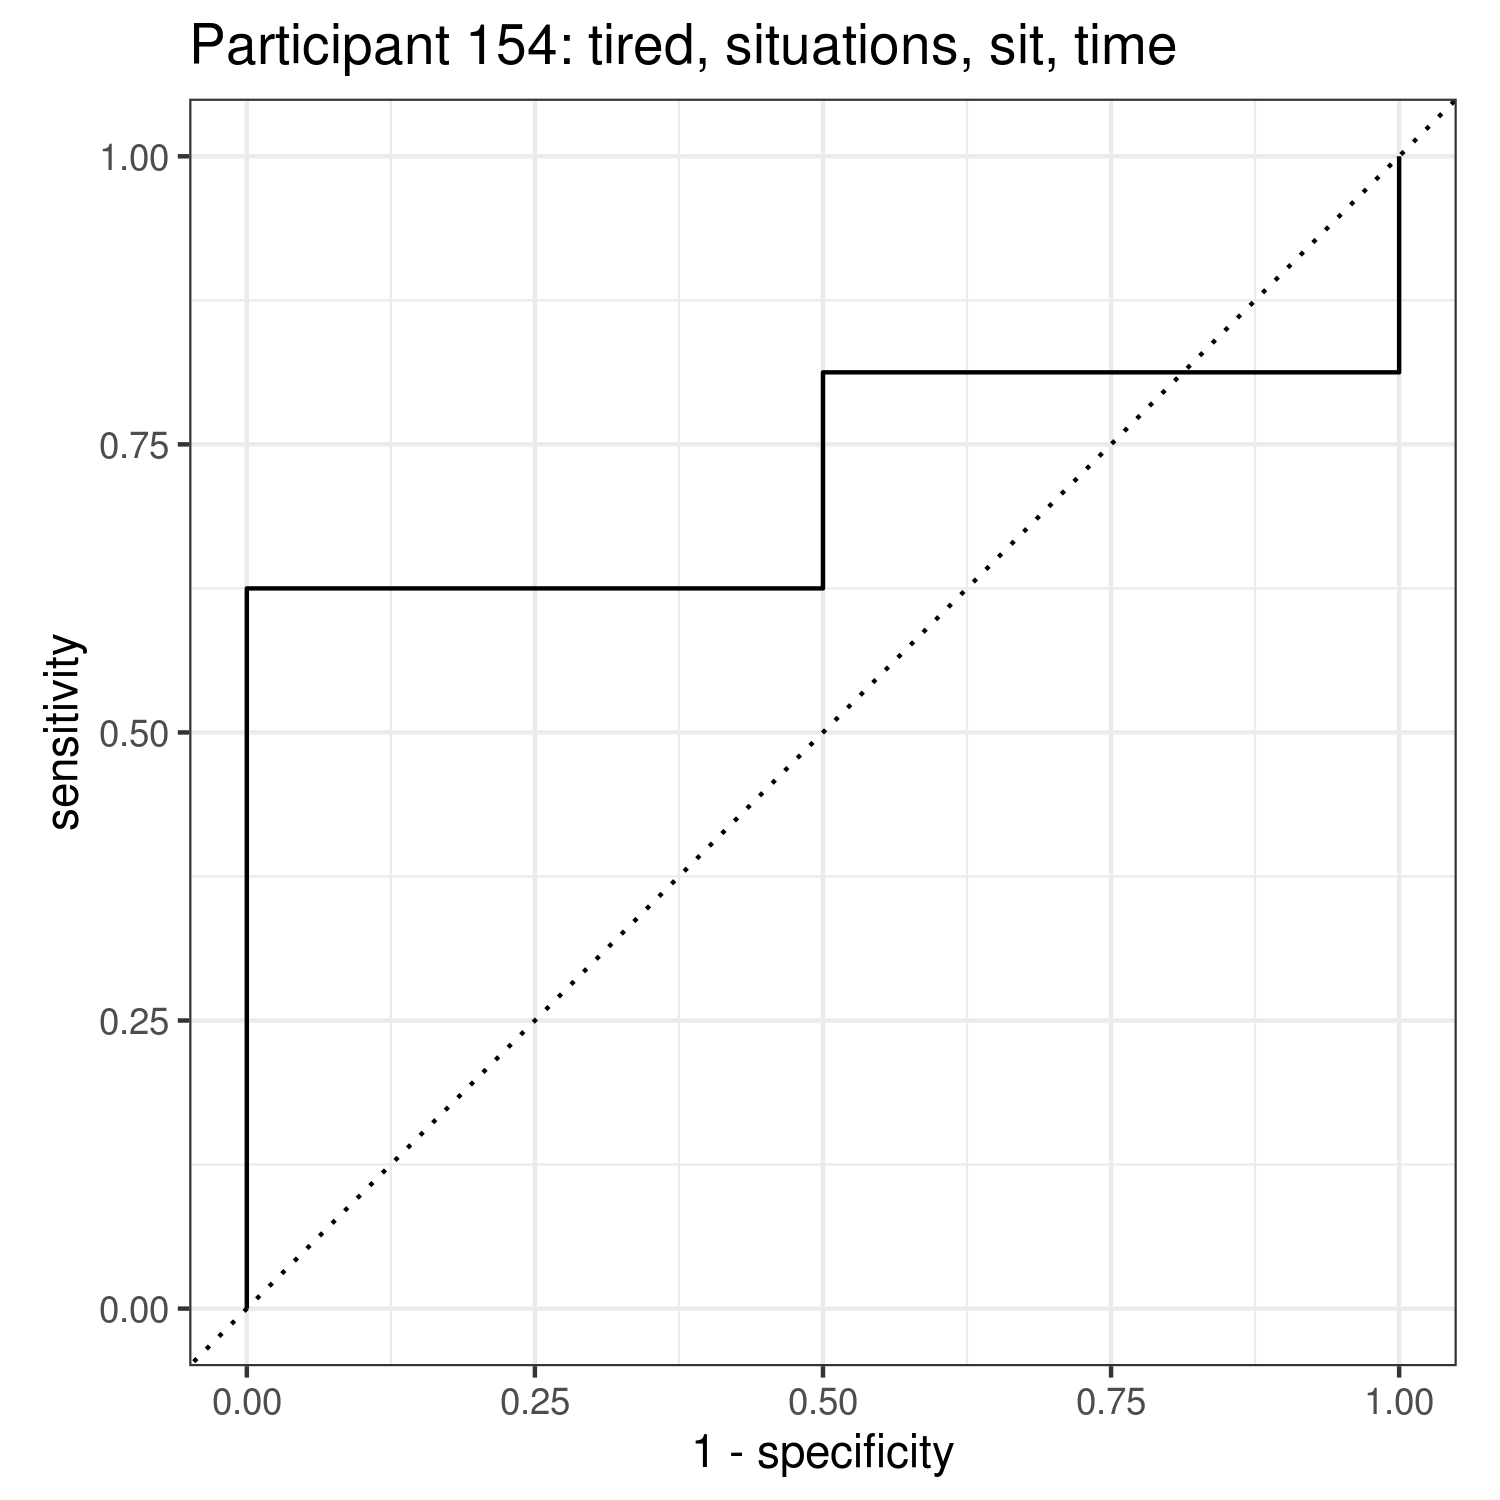 Participant 154: tired, situations, sit, time
1.00
0.75
0.50
0.25
0.00
sensitivity
0.00 0.25 0.50 0.75 1.00
1 - specificity